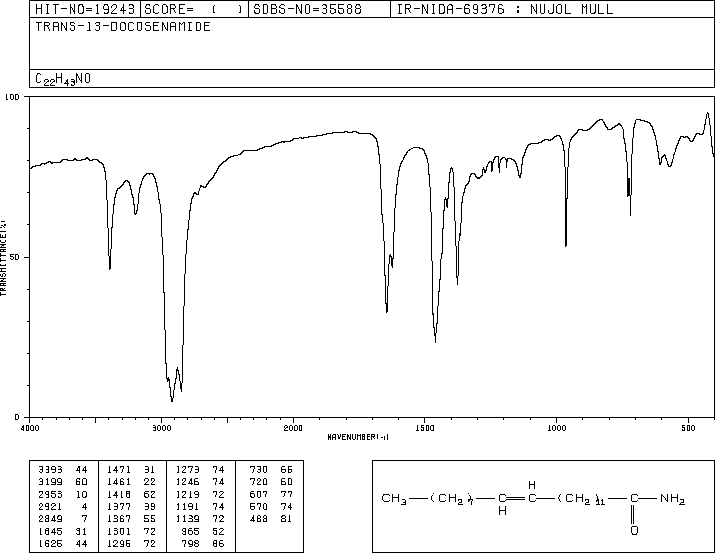 HIT-NO=19243 SCORE= ( ) SDBS-NO=35588 IR-NIDA-69376 : NUJOL MULL
TRANS-13-DOCOSENAMIDE
C22H43NO
100
TRANSMITTANCE(%)
50
0
4000 3000 2000 1500 1000 500
WAVENUMBER(-1)
3393 44 1471 31 1273 74 730 66
3199 60 1461 22 1246 74 720 60
2953 10 1418 62 1219 72 607 77
2921 4 1377 39 1191 74 570 74
2849 7 1367 55 1139 72 488 81
1645 31 1301 72 965 52
1625 44 1295 72 798 86
H
CH3 (CH2)7 C C (CH2)11 C NH2
H
O